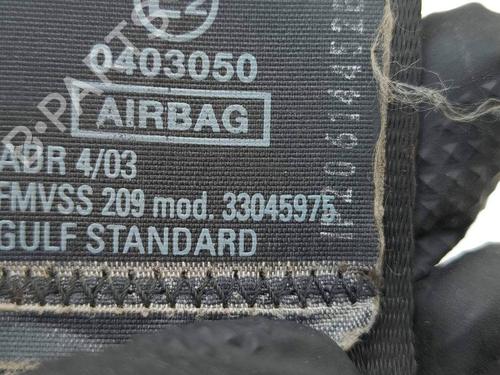 0403050
AIRBAG
ADR 4/03
FMVSS 209 mod. 33045975
GULF STANDARD